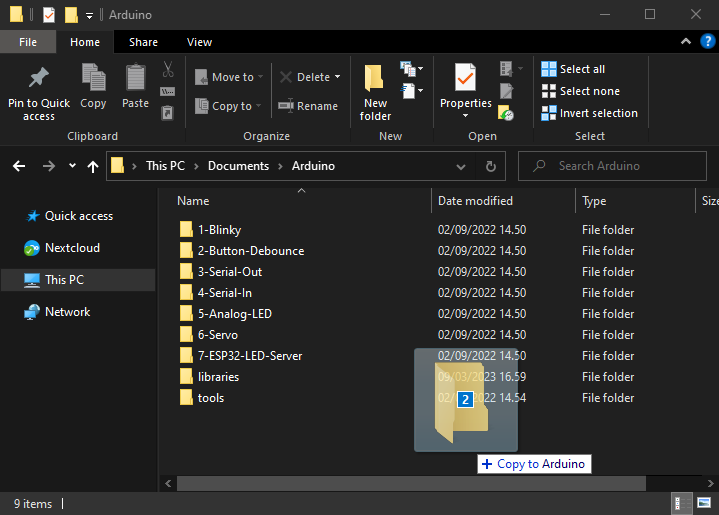 Arduino
File Home Share View
Pin to Quick access
Copy
Paste
Move to
Copy to
Delete
Rename
New folder
Properties
Select all
Select none
Invert selection
Clipboard Organize New Open Select
This PC > Documents > Arduino
Search Arduino
Name Date modified Type Size
Quick access
Nextcloud
This PC
Network
1-Blinky 02/09/2022 14.50 File folder
2-Button-Debounce 02/09/2022 14.50 File folder
3-Serial-Out 02/09/2022 14.50 File folder
4-Serial-In 02/09/2022 14.50 File folder
5-Analog-LED 02/09/2022 14.50 File folder
6-Servo 02/09/2022 14.50 File folder
7-ESP32-LED-Server 02/09/2022 14.50 File folder
libraries 09/03/2023 16.59 File folder
tools 02/09/2022 14.54 File folder
2
+ Copy to Arduino
9 items